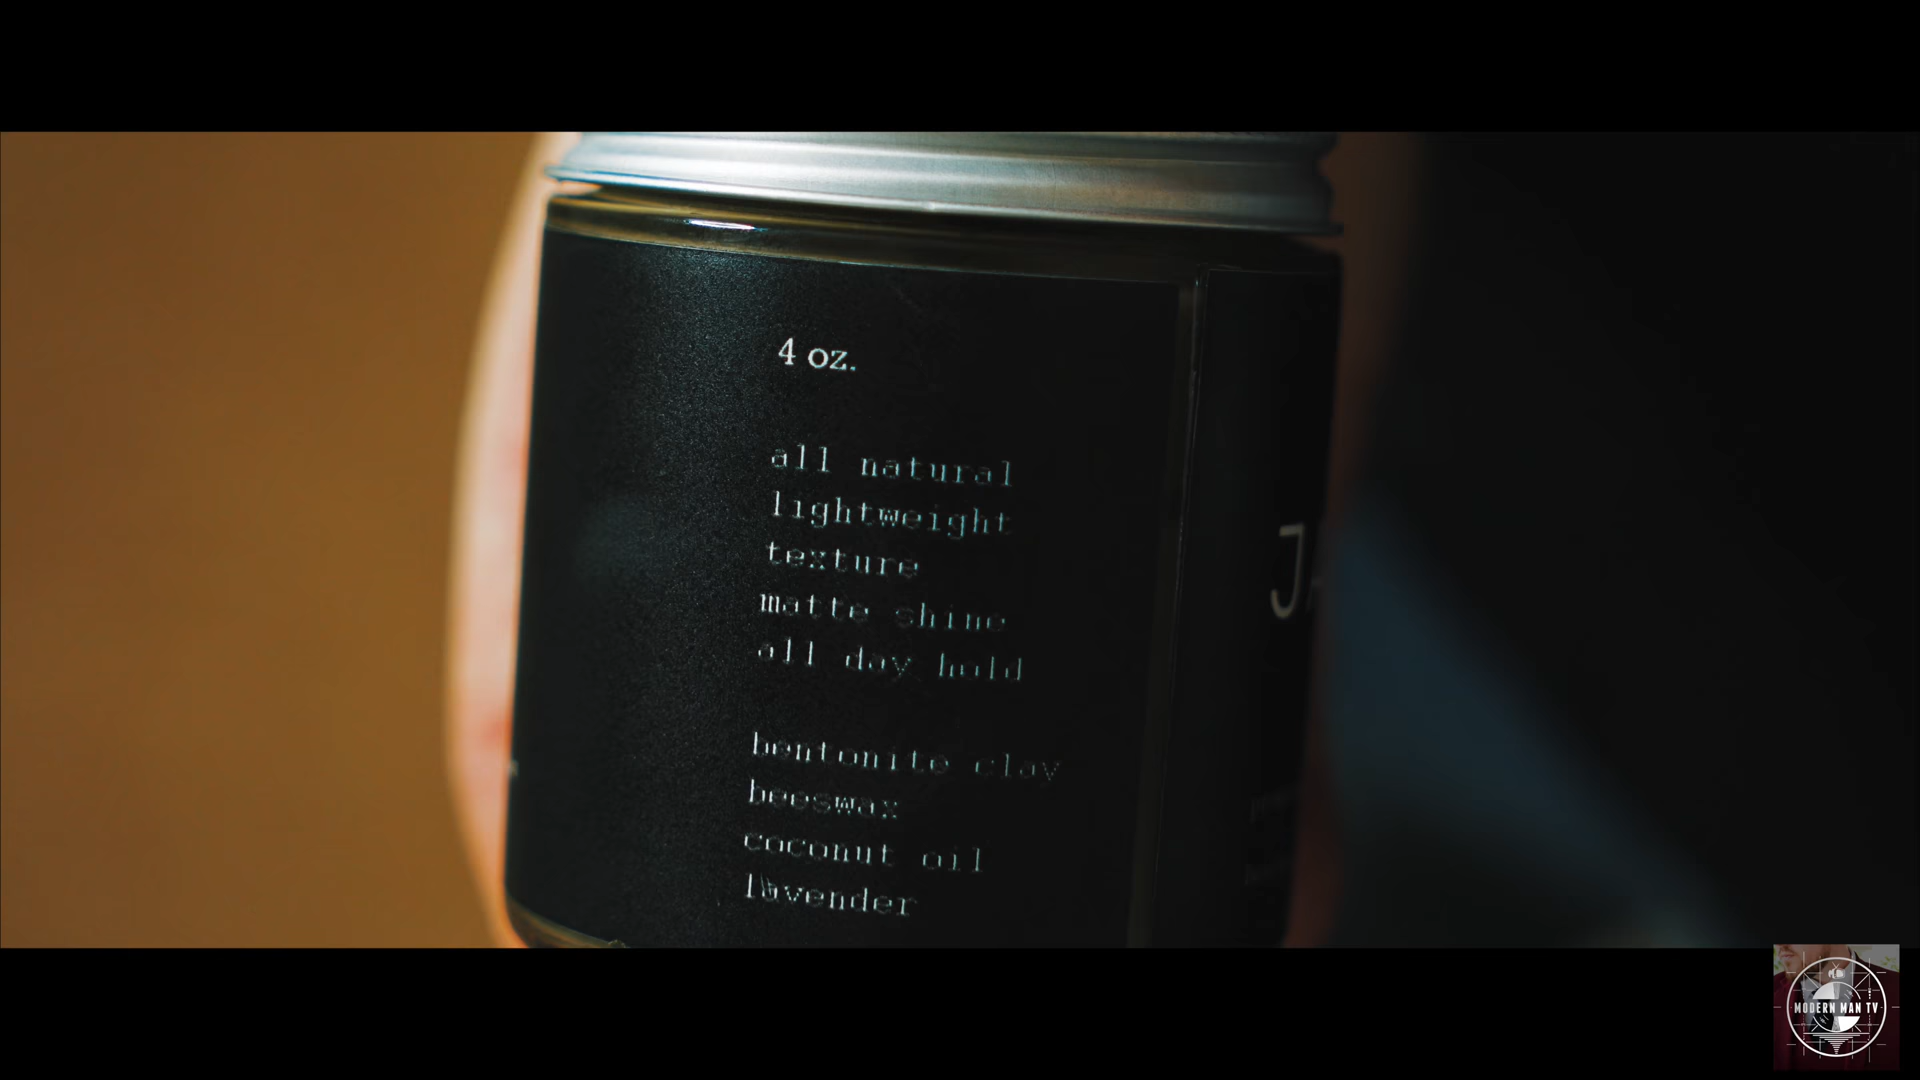 4 oz.
all natural
lightweight
texture
matte shine
all day hold
bentonite clay
beeswax
coconut oil
lavender
J
MODERN MAN TV